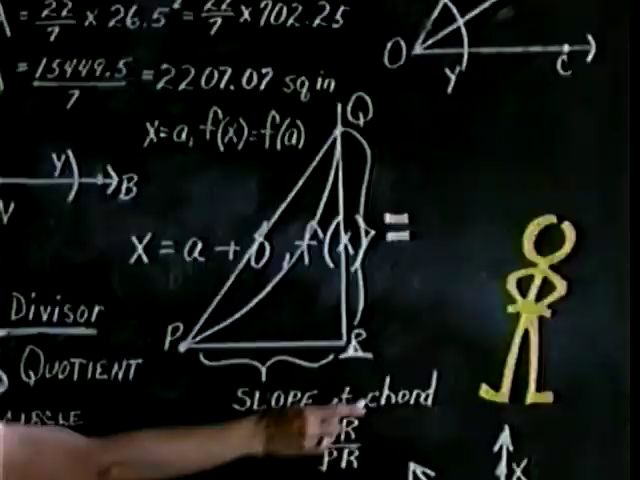 = 22/7 x 26.5² = 22/7 x 702.25
= 15449.5/7 = 2207.07 sq in
x=a, f(x)=f(a)
O Y C
Q
Y B
V
X = a + b, f(x) =
Divisor
P R
QUOTIENT
SLOPE chord
CIRCLE
R
PR
X